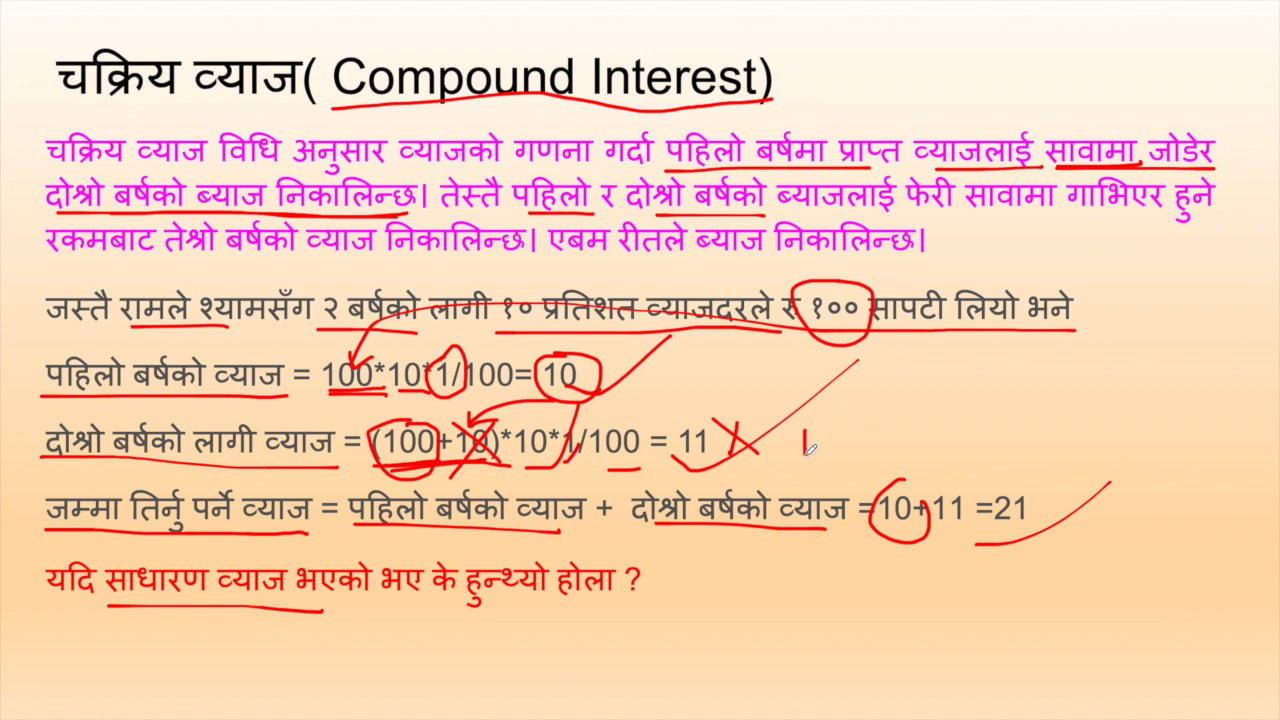 चक्रिय व्याज( Compound Interest)
चक्रिय व्याज विधि अनुसार व्याजको गणना गर्दा पहिलो बर्षमा प्राप्त व्याजलाई सावामा जोडेर
दोश्रो बर्षको ब्याज निकालिन्छ। तेस्तै पहिलो र दोश्रो बर्षको ब्याजलाई फेरी सावामा गाभिएर हुने
रकमबाट तेश्रो बर्षको व्याज निकालिन्छ। एबम रीतले ब्याज निकालिन्छ।
जस्तै रामले श्यामसँग २ बर्षको लागी १० प्रतिशत व्याजदरले रु १०० सापटी लियो भने
पहिलो बर्षको व्याज = 100*10*1/100= 10
दोश्रो बर्षको लागी व्याज = (100+10)*10*1/100 = 11
जम्मा तिर्नु पर्ने व्याज = पहिलो बर्षको व्याज + दोश्रो बर्षको व्याज =10+11 =21
यदि साधारण व्याज भएको भए के हुन्थ्यो होला ?